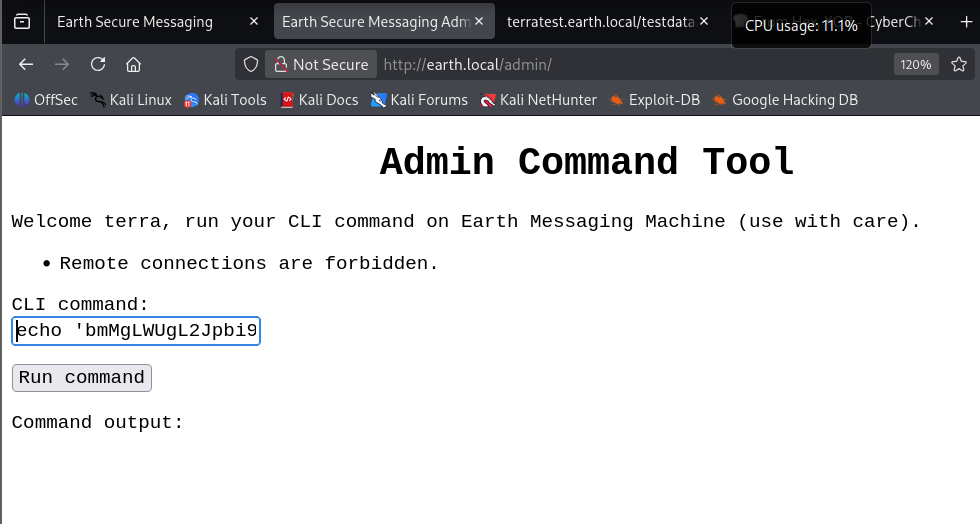 Earth Secure Messaging
Earth Secure Messaging Adm
terratest.earth.local/testdata
CyberCh
CPU usage: 11.1%
Not Secure
http://earth.local/admin/
120%
OffSec
Kali Linux
Kali Tools
Kali Docs
Kali Forums
Kali NetHunter
Exploit-DB
Google Hacking DB
Admin Command Tool
Welcome terra, run your CLI command on Earth Messaging Machine (use with care).
• Remote connections are forbidden.
CLI command:
echo 'bmMgLWUgL2Jpbi9
Run command
Command output: